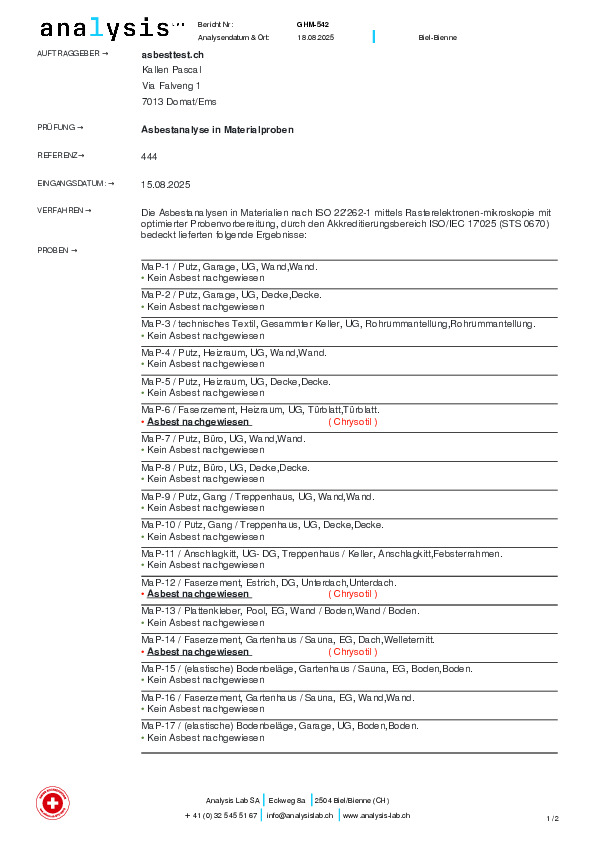 analysis
Bericht Nr: GHM-542
Analysendatum & Ort: 18.08.2025 Biel-Bienne
AUFTRAGGEBER → asbesttest.ch
Kallen Pascal
Via Falveng 1
7013 Domat/Ems
PRÜFUNG → Asbestanalyse in Materialproben
REFERENZ → 444
EINGANGSDATUM: → 15.08.2025
VERFAHREN → Die Asbestanalysen in Materialien nach ISO 22'262-1 mittels Rasterelektronen-mikroskopie mit
optimierter Probenvorbereitung, durch den Akkreditierungsbereich ISO/IEC 17'025 (STS 0670)
bedeckt lieferten folgende Ergebnisse:
PROBEN →
MaP-1 / Putz, Garage, UG, Wand,Wand.
• Kein Asbest nachgewiesen
MaP-2 / Putz, Garage, UG, Decke,Decke.
• Kein Asbest nachgewiesen
MaP-3 / technisches Textil, Gesammter Keller, UG, Rohrummantellung,Rohrummantellung.
• Kein Asbest nachgewiesen
MaP-4 / Putz, Heizraum, UG, Wand,Wand.
• Kein Asbest nachgewiesen
MaP-5 / Putz, Heizraum, UG, Decke,Decke.
• Kein Asbest nachgewiesen
MaP-6 / Faserzement, Heizraum, UG, Türblatt,Türblatt.
• Asbest nachgewiesen ( Chrysotil )
MaP-7 / Putz, Büro, UG, Wand,Wand.
• Kein Asbest nachgewiesen
MaP-8 / Putz, Büro, UG, Decke,Decke.
• Kein Asbest nachgewiesen
MaP-9 / Putz, Gang / Treppenhaus, UG, Wand,Wand.
• Kein Asbest nachgewiesen
MaP-10 / Putz, Gang / Treppenhaus, UG, Decke,Decke.
• Kein Asbest nachgewiesen
MaP-11 / Anschlagkitt, UG- DG, Treppenhaus / Keller, Anschlagkitt,Febsterrahmen.
• Kein Asbest nachgewiesen
MaP-12 / Faserzement, Estrich, DG, Unterdach,Unterdach.
• Asbest nachgewiesen ( Chrysotil )
MaP-13 / Plattenkleber, Pool, EG, Wand / Boden,Wand / Boden.
• Kein Asbest nachgewiesen
MaP-14 / Faserzement, Gartenhaus / Sauna, EG, Dach,Welleternitt.
• Asbest nachgewiesen ( Chrysotil )
MaP-15 / (elastische) Bodenbeläge, Gartenhaus / Sauna, EG, Boden,Boden.
• Kein Asbest nachgewiesen
MaP-16 / Faserzement, Gartenhaus / Sauna, EG, Wand,Wand.
• Kein Asbest nachgewiesen
MaP-17 / (elastische) Bodenbeläge, Garage, UG, Boden,Boden.
• Kein Asbest nachgewiesen
Analysis Lab SA Eckweg 8a 2504 Biel/Bienne (CH)
+ 41 (0) 32 545 51 67 info@analysislab.ch www.analysis-lab.ch
1 / 2